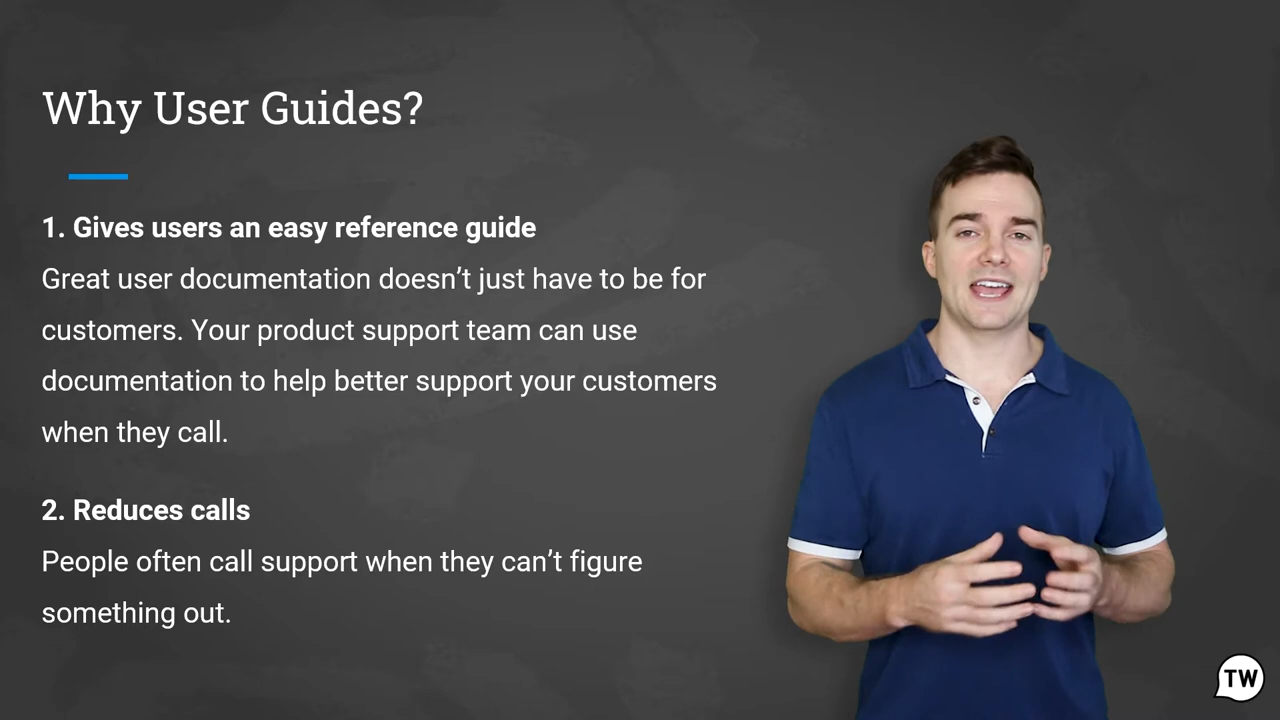 Why User Guides?
1. Gives users an easy reference guide
Great user documentation doesn’t just have to be for
customers. Your product support team can use
documentation to help better support your customers
when they call.
2. Reduces calls
People often call support when they can’t figure
something out.
TW